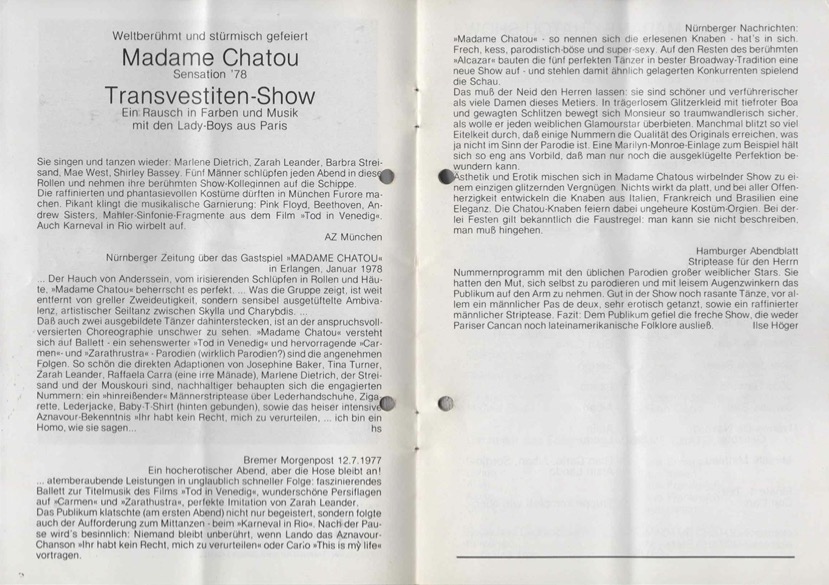 Weltberühmt und stürmisch gefeiert
Madame Chatou
Sensation '78
Transvestiten-Show
Ein Rausch in Farben und Musik
mit den Lady-Boys aus Paris
Sie singen und tanzen wieder: Marlene Dietrich, Zarah Leander, Barbra Strei-
sand, Mae West, Shirley Bassey. Fünf Männer schlüpfen jeden Abend in diese
Rollen und nehmen ihre berühmten Show-Kolleginnen auf die Schippe.
Die raffinierten und phantasievollen Kostüme dürften in München Furore ma-
chen. Pikant klingt die musikalische Garnierung: Pink Floyd, Beethoven, An-
drew Sisters, Mahler-Sinfonie-Fragmente aus dem Film »Tod in Venedig«.
Auch Karneval in Rio wirbelt auf.
AZ München
Nürnberger Zeitung über das Gastspiel »MADAME CHATOU«
in Erlangen, Januar 1978
... Der Hauch von Anderssein, vom irisierenden Schlüpfen in Rollen und Häu-
te, »Madame Chatou« beherrscht es perfekt. ... Was die Gruppe zeigt, ist weit
entfernt von greller Zweideutigkeit, sondern sensibel ausgetüftelte Ambiva-
lenz, artistischer Seiltanz zwischen Skylla und Charybdis. ...
Daß auch zwei ausgebildete Tänzer dahinterstecken, ist an der anspruchsvoll-
versierten Choreographie unschwer zu sehen. »Madame Chatou« versteht
sich auf Ballett - ein sehenswerter »Tod in Venedig« und hervorragende »Car-
men«- und »Zarathrustra« - Parodien (wirklich Parodien?) sind die angenehmen
Folgen. So schön die direkten Adaptionen von Josephine Baker, Tina Turner,
Zarah Leander, Raffaela Carra (eine irre Mänade), Marlene Dietrich, der Strei-
sand und der Mouskouri sind, nachhaltiger behaupten sich die engagierten
Nummern: ein »hinreißender« Männerstriptease über Lederhandschuhe, Ziga-
rette, Lederjacke, Baby-T-Shirt (hinten gebunden), sowie das heiser intensive
Aznavour-Bekenntnis »Ihr habt kein Recht, mich zu verurteilen, ... ich bin ein
Homo, wie sie sagen... hs
Bremer Morgenpost 12.7.1977
Ein hocherotischer Abend, aber die Hose bleibt an!
... atemberaubende Leistungen in unglaublich schneller Folge: faszinierendes
Ballett zur Titelmusik des Films »Tod in Venedig«, wunderschöne Persiflagen
auf »Carmen« und »Zarathustra«, perfekte Imitation von Zarah Leander.
Das Publikum klatschte (am ersten Abend) nicht nur begeistert, sondern folgte
auch der Aufforderung zum Mittanzen - beim »Karneval in Rio«. Nach der Pau-
se wird's besinnlich: Niemand bleibt unberührt, wenn Lando das Aznavour-
Chanson »Ihr habt kein Recht, mich zu verurteilen« oder Cario »This is my life«
vortragen.
Nürnberger Nachrichten:
»Madame Chatou« - so nennen sich die erlesenen Knaben - hat's in sich.
Frech, kess, parodistich-böse und super-sexy. Auf den Resten des berühmten
»Alcazar« bauten die fünf perfekten Tänzer in bester Broadway-Tradition eine
neue Show auf - und stehlen damit ähnlich gelagerten Konkurrenten spielend
die Schau.
Das muß der Neid den Herren lassen: sie sind schöner und verführerischer
als viele Damen dieses Metiers. In trägerlosem Glitzerkleid mit tiefroter Boa
und gewagten Schlitzen bewegt sich Monsieur so traumwandlerisch sicher,
als wolle er jeden weiblichen Glamourstar überbieten. Manchmal blitzt so viel
Eitelkeit durch, daß einige Nummern die Qualität des Originals erreichen, was
ja nicht im Sinn der Parodie ist. Eine Marilyn-Monroe-Einlage zum Beispiel hält
sich so eng ans Vorbild, daß man nur noch die ausgeklügelte Perfektion be-
wundern kann.
Ästhetik und Erotik mischen sich in Madame Chatous wirbelnder Show zu ei-
nem einzigen glitzernden Vergnügen. Nichts wirkt da platt, und bei aller Offen-
herzigkeit entwickeln die Knaben aus Italien, Frankreich und Brasilien eine
Eleganz. Die Chatou-Knaben feiern dabei ungeheure Kostüm-Orgien. Bei der-
lei Festen gilt bekanntlich die Faustregel: man kann sie nicht beschreiben,
man muß hingehen.
Hamburger Abendblatt
Striptease für den Herrn
Nummernprogramm mit den üblichen Parodien großer weiblicher Stars. Sie
hatten den Mut, sich selbst zu parodieren und mit leisem Augenzwinkern das
Publikum auf den Arm zu nehmen. Gut in der Show noch rasante Tänze, vor al-
lem ein männlicher Pas de deux, sehr erotisch getanzt, sowie ein raffinierter
männlicher Striptease. Fazit: Dem Publikum gefiel die freche Show, die weder
Pariser Cancan noch lateinamerikanische Folklore ausließ. Ilse Höger